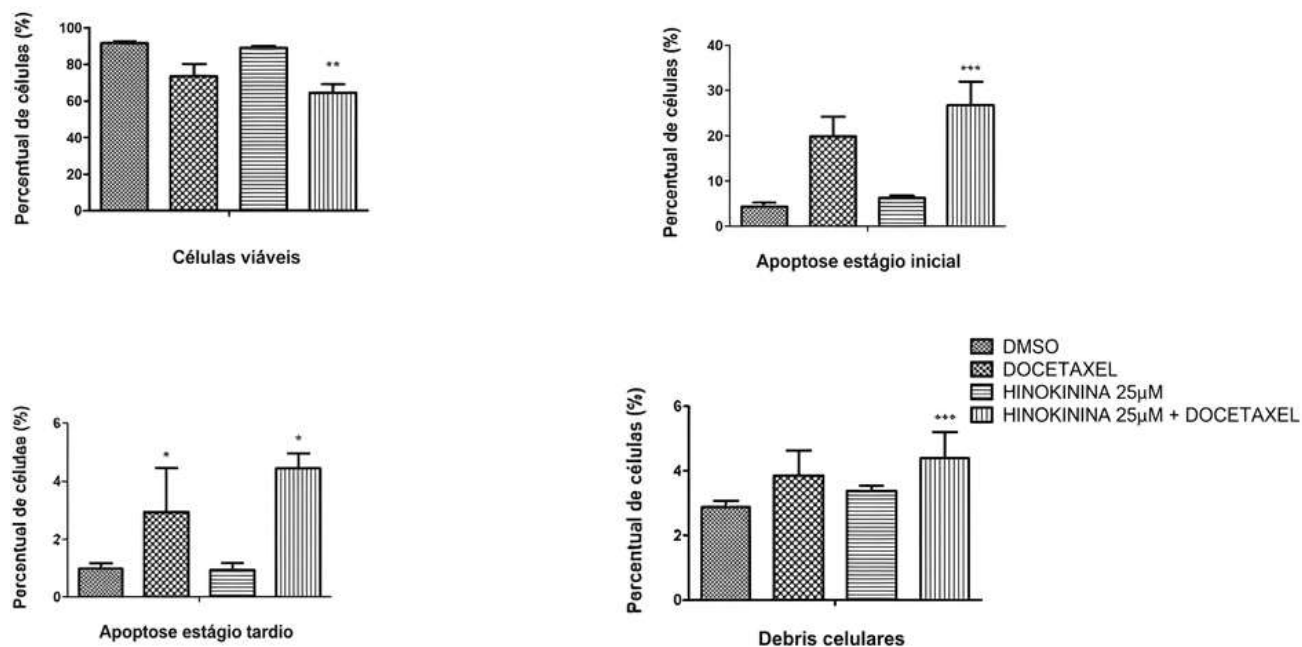 Percentual de células (%)
100
80
60
40
20
0
**
Células viáveis
Percentual de células (%)
40
30
20
10
0
***
Apoptose estágio inicial
Percentual de células (%)
6
4
2
0
*
*
Apoptose estágio tardio
DMSO
DOCETAXEL
HINOKININA 25µM
HINOKININA 25µM + DOCETAXEL
Percentual de células (%)
6
4
2
0
***
Debris celulares